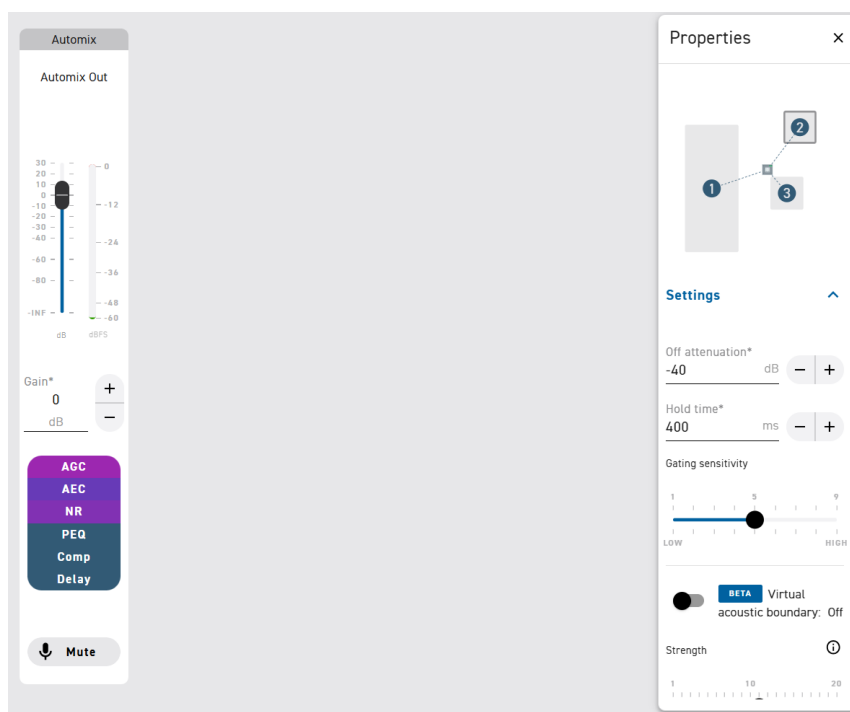 Automix
Automix Out
30
20
10
0
-10
-20
-30
-40
-60
-80
-INF
dB
0
-12
-24
-36
-48
-60
dBFS
Gain*
0
dB
+
−
AGC
AEC
NR
PEQ
Comp
Delay
Mute
Properties
1
2
3
Settings
Off attenuation*
-40 dB − +
Hold time*
400 ms − +
Gating sensitivity
1 5 9
LOW HIGH
BETA Virtual
acoustic boundary: Off
Strength
1 10 20